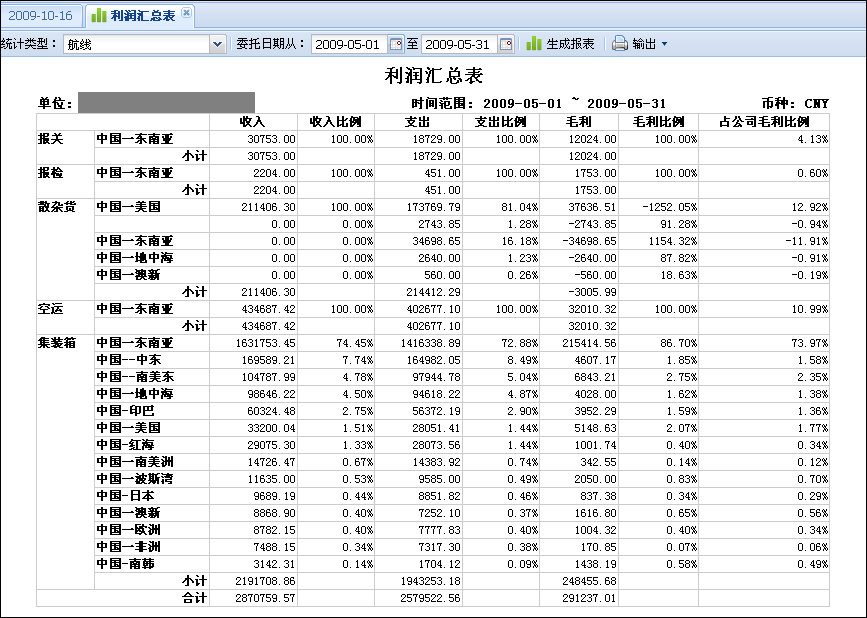 2009-10-16 利润汇总表
统计类型： 航线 委托日期从： 2009-05-01 至 2009-05-31 生成报表 输出
利润汇总表
单位： 时间范围： 2009-05-01 ~ 2009-05-31 币种： CNY
收入 收入比例 支出 支出比例 毛利 毛利比例 占公司毛利比例
报关 中国一东南亚 30753.00 100.00% 18729.00 100.00% 12024.00 100.00% 4.13%
小计 30753.00 18729.00 12024.00
报检 中国一东南亚 2204.00 100.00% 451.00 100.00% 1753.00 100.00% 0.60%
小计 2204.00 451.00 1753.00
散杂货 中国一美国 211406.30 100.00% 173769.79 81.04% 37636.51 -1252.05% 12.92%
0.00 0.00% 2743.85 1.28% -2743.85 91.28% -0.94%
中国一东南亚 0.00 0.00% 34698.65 16.18% -34698.65 1154.32% -11.91%
中国一地中海 0.00 0.00% 2640.00 1.23% -2640.00 87.82% -0.91%
中国一澳新 0.00 0.00% 560.00 0.26% -560.00 18.63% -0.19%
小计 211406.30 214412.29 -3005.99
空运 中国一东南亚 434687.42 100.00% 402677.10 100.00% 32010.32 100.00% 10.99%
小计 434687.42 402677.10 32010.32
集装箱 中国一东南亚 1631753.45 74.45% 1416338.89 72.88% 215414.56 86.70% 73.97%
中国--中东 169589.21 7.74% 164982.05 8.49% 4607.17 1.85% 1.58%
中国--南美东 104787.99 4.78% 97944.78 5.04% 6843.21 2.75% 2.35%
中国一地中海 98646.22 4.50% 94618.22 4.87% 4028.00 1.62% 1.38%
中国-印巴 60324.48 2.75% 56372.19 2.90% 3952.29 1.59% 1.36%
中国一美国 33200.04 1.51% 28051.41 1.44% 5148.63 2.07% 1.77%
中国-红海 29075.30 1.33% 28073.56 1.44% 1001.74 0.40% 0.34%
中国一南美洲 14726.47 0.67% 14383.92 0.74% 342.55 0.14% 0.12%
中国一波斯湾 11635.00 0.53% 9585.00 0.49% 2050.00 0.83% 0.70%
中国-日本 9689.19 0.44% 8851.82 0.46% 837.38 0.34% 0.29%
中国一澳新 8868.90 0.40% 7252.10 0.37% 1616.80 0.65% 0.56%
中国一欧洲 8782.15 0.40% 7777.83 0.40% 1004.32 0.40% 0.34%
中国一非洲 7488.15 0.34% 7317.30 0.38% 170.85 0.07% 0.06%
中国-南韩 3142.31 0.14% 1704.12 0.09% 1438.19 0.58% 0.49%
小计 2191708.86 1943253.18 248455.68
合计 2870759.57 2579522.56 291237.01